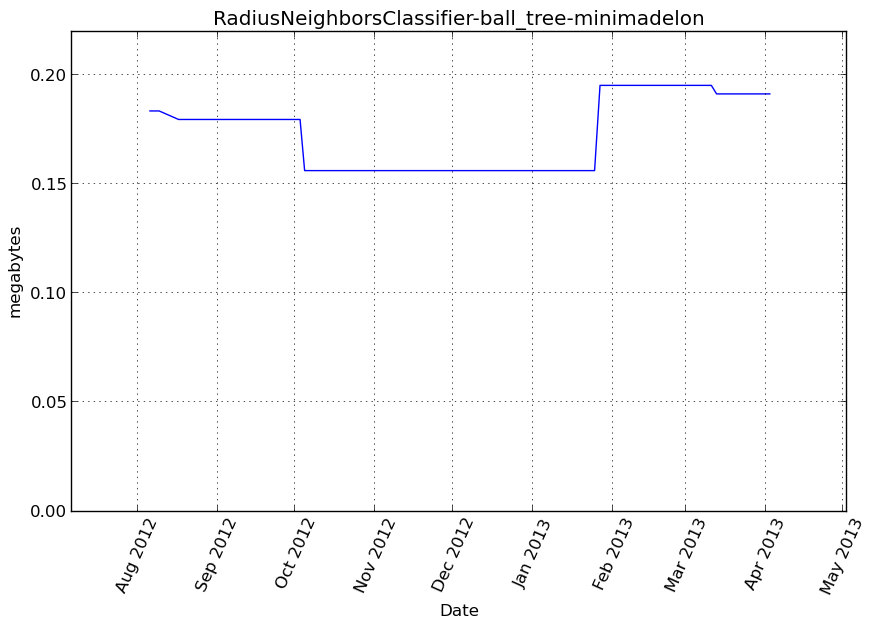 RadiusNeighborsClassifier-ball_tree-minimadelon
0.20
0.15
0.10
0.05
0.00
megabytes
Aug 2012
Sep 2012
Oct 2012
Nov 2012
Dec 2012
Jan 2013
Feb 2013
Mar 2013
Apr 2013
May 2013
Date